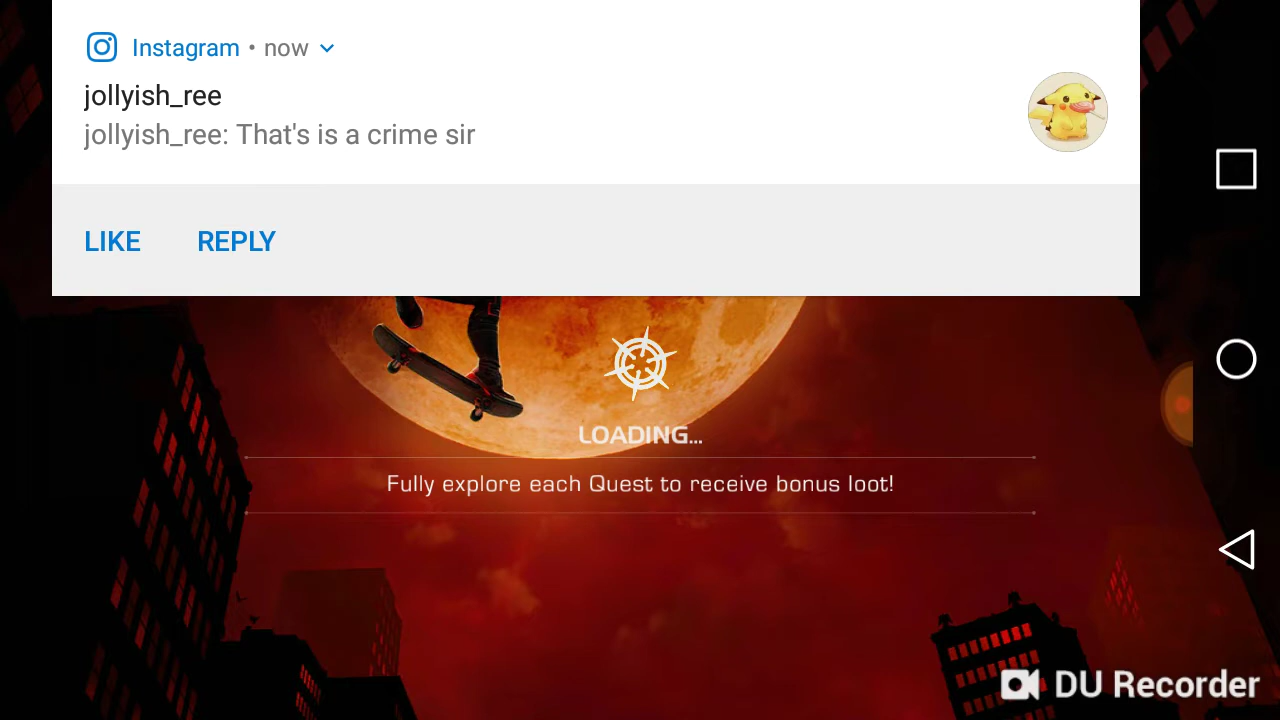 Instagram • now
jollyish_ree
jollyish_ree: That's is a crime sir
LIKE REPLY
LOADING...
Fully explore each Quest to receive bonus loot!
DU Recorder